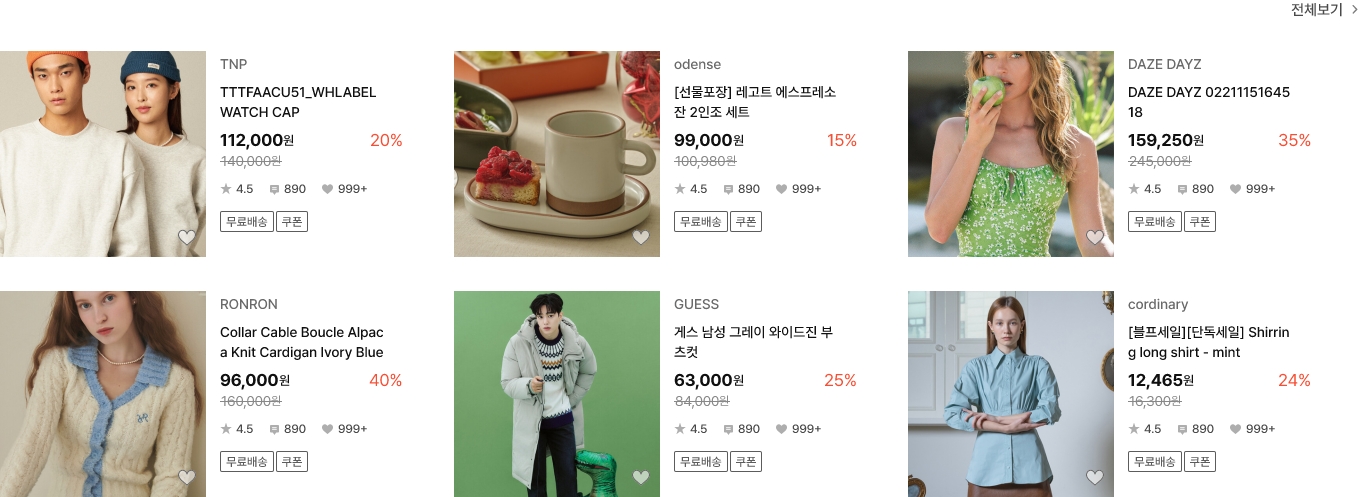 전체보기
TNP
TTTFAACU51_WHLABEL
WATCH CAP
112,000원 20%
140,000원
4.5 890 999+
무료배송 쿠폰
odense
[선물포장] 레고트 에스프레소
잔 2인조 세트
99,000원 15%
100,980원
4.5 890 999+
무료배송 쿠폰
DAZE DAYZ
DAZE DAYZ 02211151645
18
159,250원 35%
245,000원
4.5 890 999+
무료배송 쿠폰
RONRON
Collar Cable Boucle Alpac
a Knit Cardigan Ivory Blue
96,000원 40%
160,000원
4.5 890 999+
무료배송 쿠폰
GUESS
게스 남성 그레이 와이드진 부
츠컷
63,000원 25%
84,000원
4.5 890 999+
무료배송 쿠폰
cordinary
[블프세일][단독세일] Shirrin
g long shirt - mint
12,465원 24%
16,300원
4.5 890 999+
무료배송 쿠폰